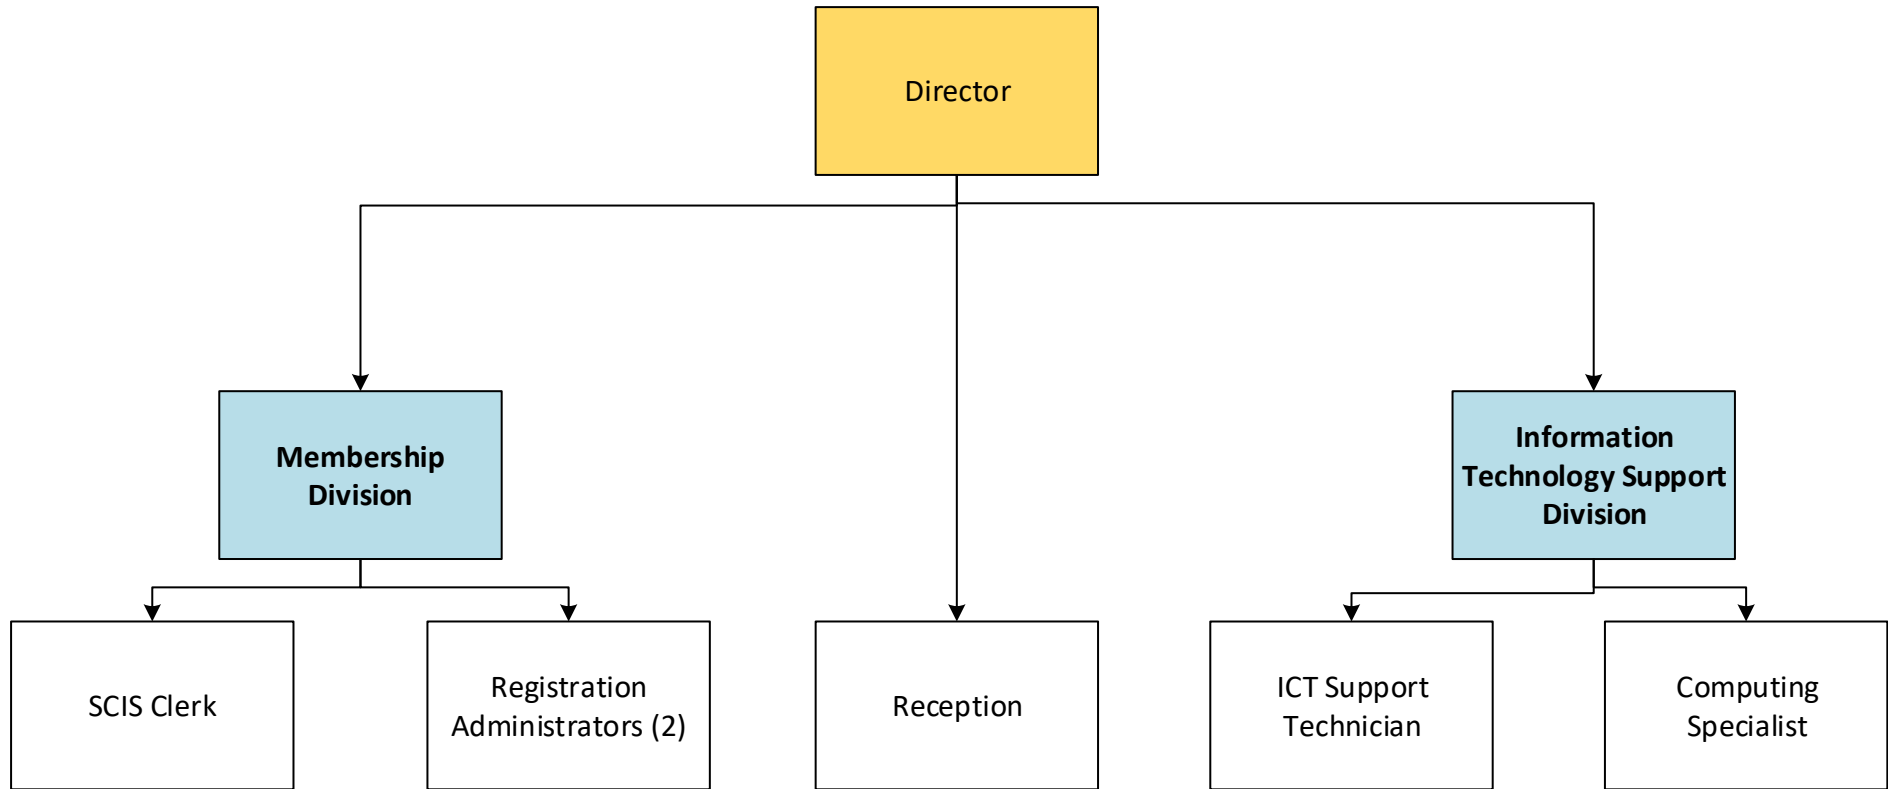 Director
Membership
Division
Information
Technology Support
Division
SCIS Clerk
Registration
Administrators (2)
Reception
ICT Support
Technician
Computing
Specialist